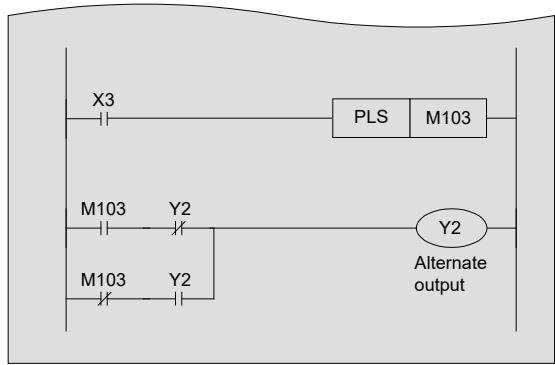 X3
PLS M103
M103 Y2
Y2
Alternate
output
M103 Y2